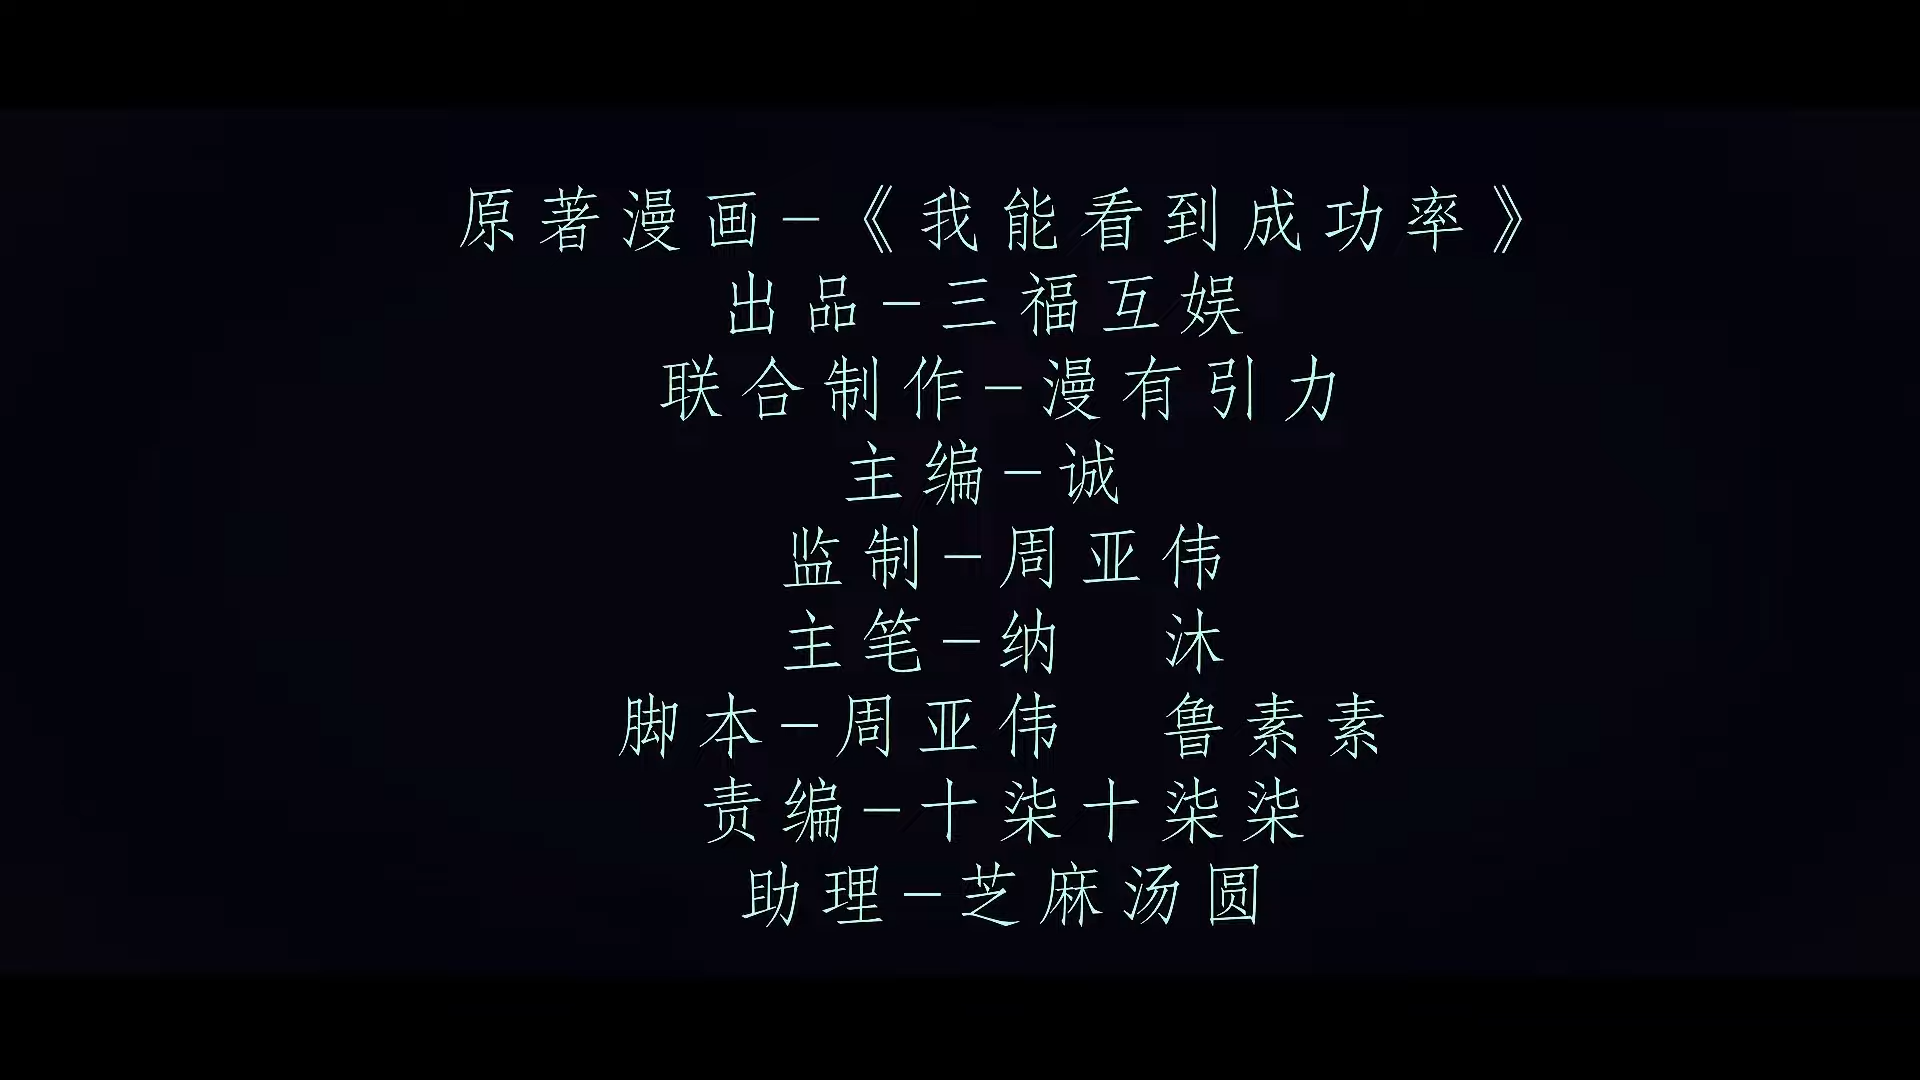 原著漫画-《我能看到成功率》
出品-三福互娱
联合制作-漫有引力
主编-诚
监制-周亚伟
主笔-纳 沐
脚本-周亚伟 鲁素素
责编-十柒十柒柒
助理-芝麻汤圆